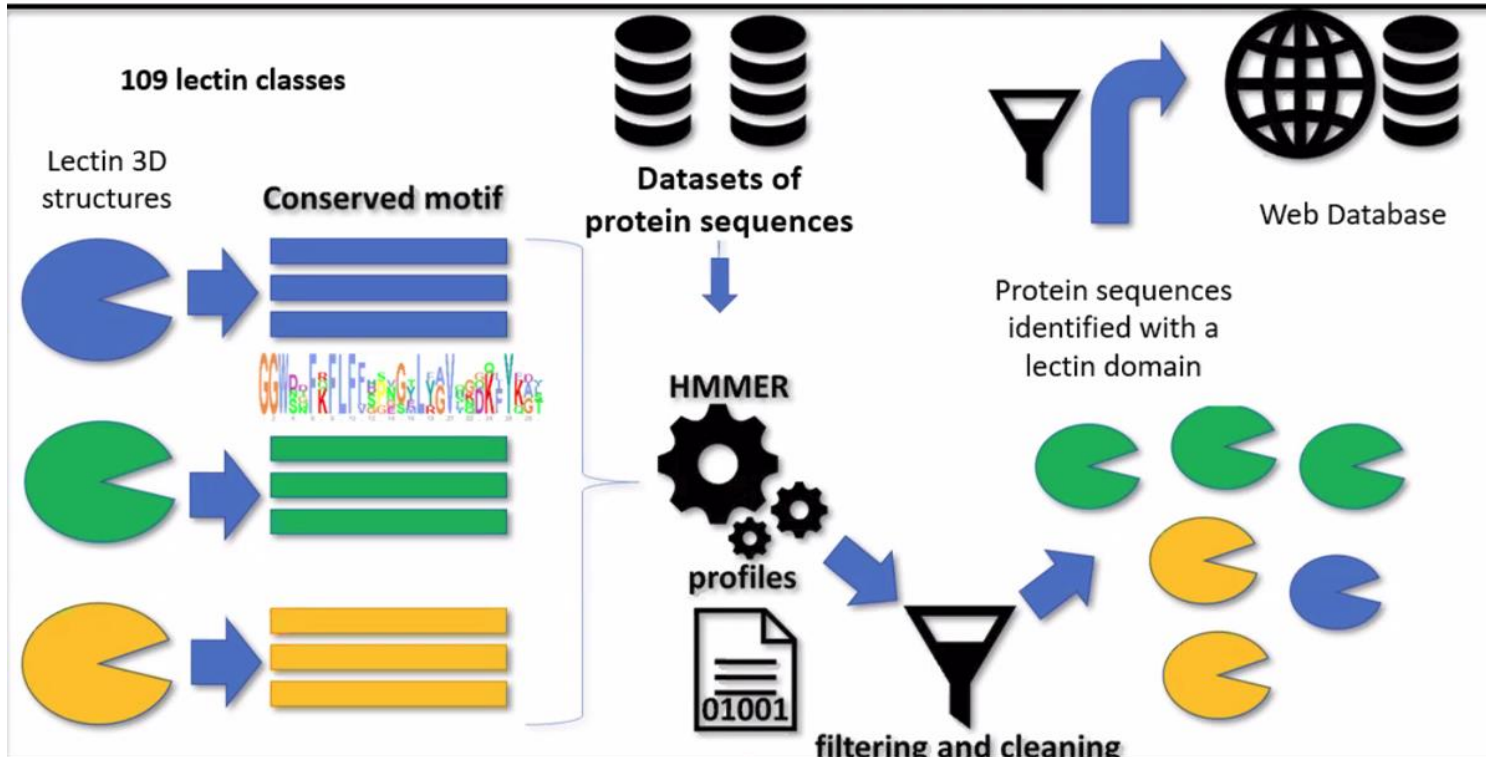 109 lectin classes
Lectin 3D
structures
Conserved motif
Datasets of
protein sequences
HMMER
profiles
01001
filtering and cleaning
Protein sequences
identified with a
lectin domain
Web Database